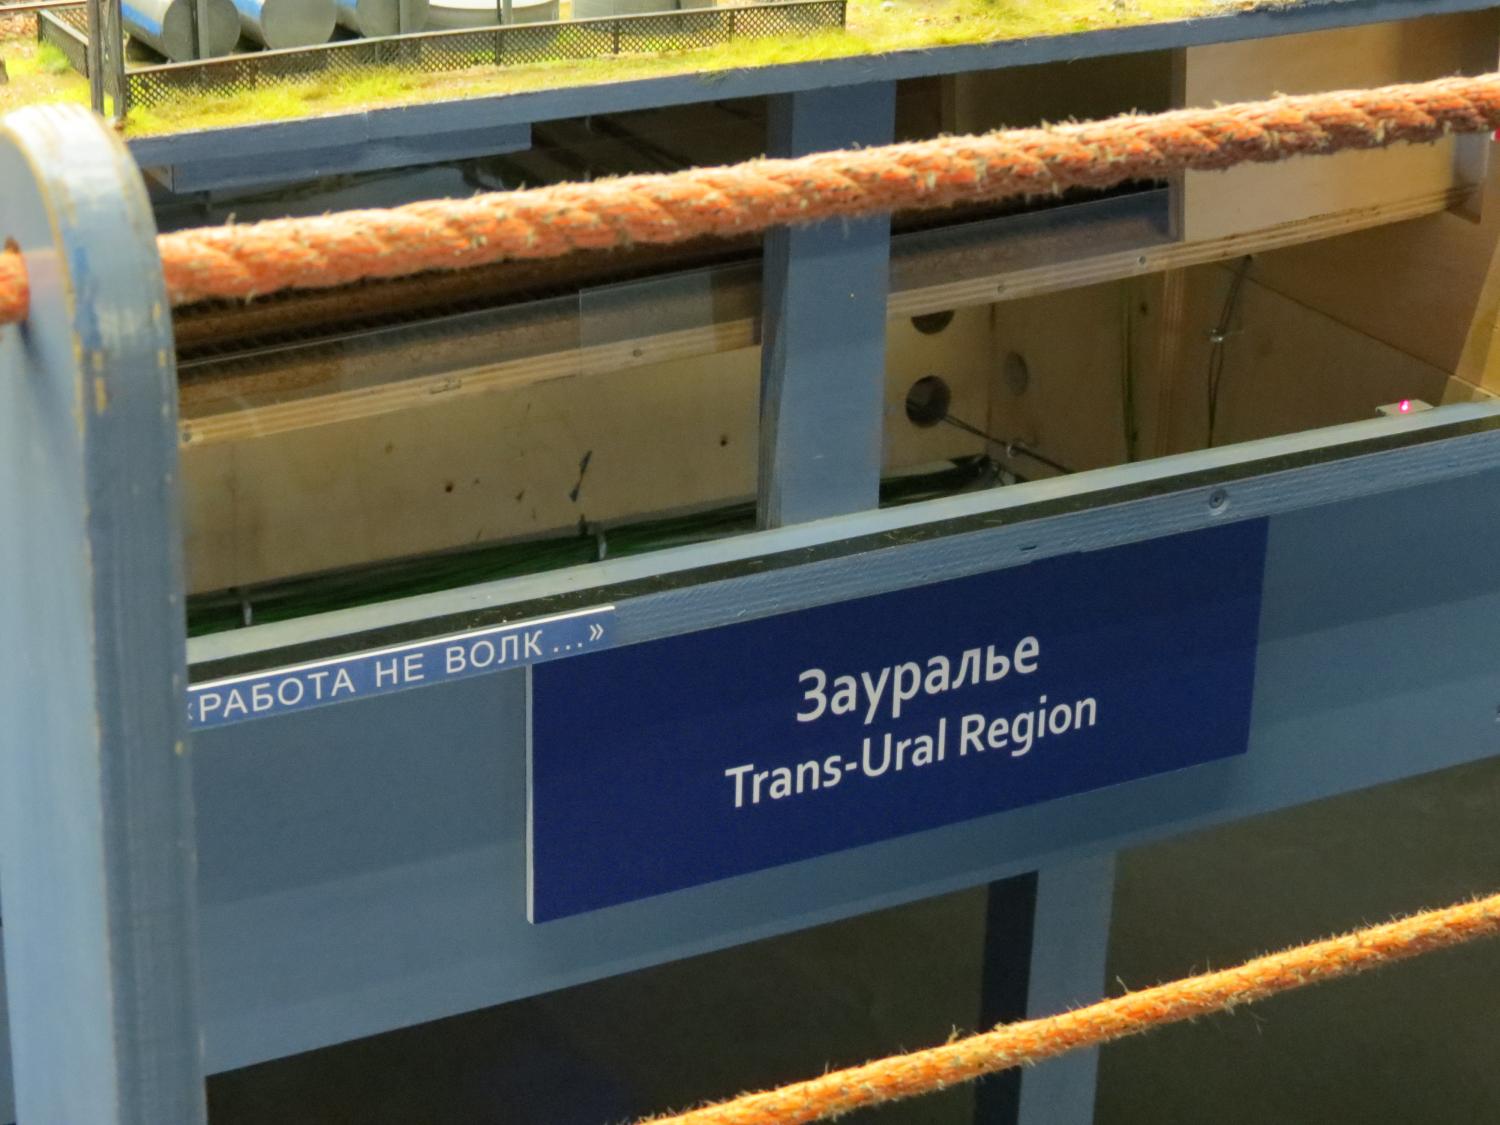 «РАБОТА НЕ ВОЛК...»
Зауралье
Trans-Ural Region